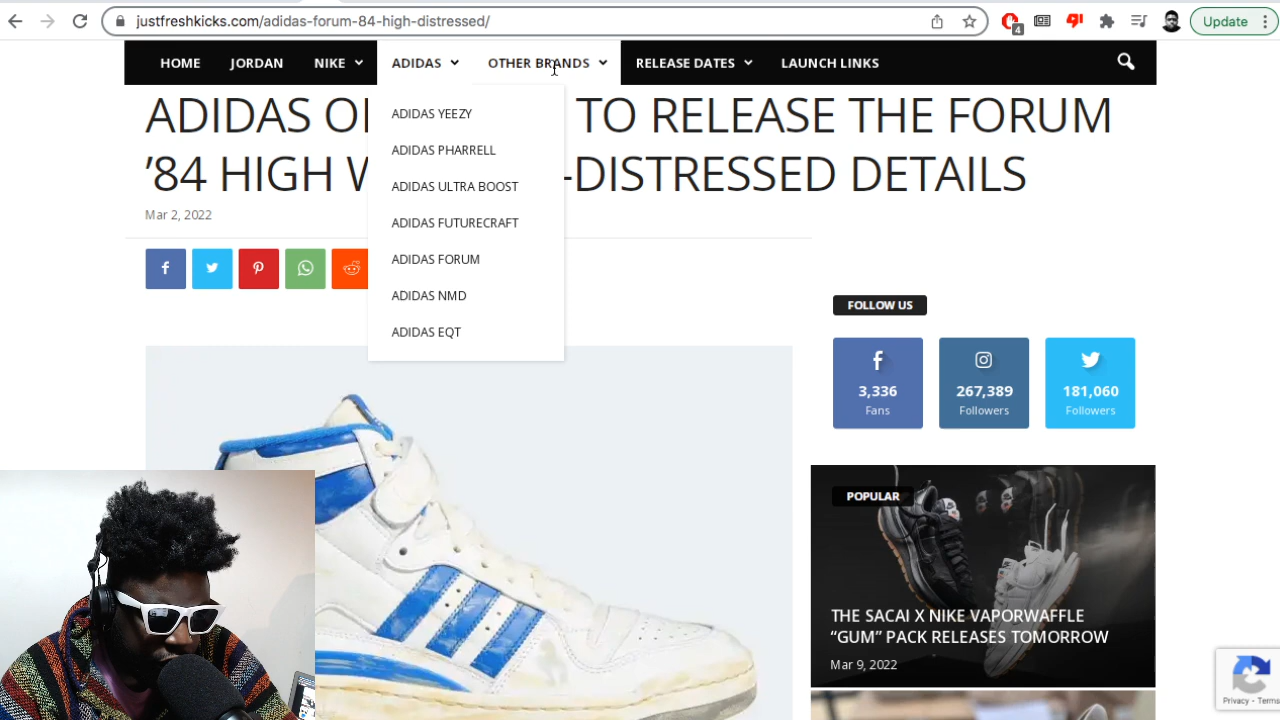 justfreshkicks.com/adidas-forum-84-high-distressed/
4
Update
HOME JORDAN NIKE ADIDAS OTHER BRANDS RELEASE DATES LAUNCH LINKS
ADIDAS O TO RELEASE THE FORUM
’84 HIGH W -DISTRESSED DETAILS
Mar 2, 2022
ADIDAS YEEZY
ADIDAS PHARRELL
ADIDAS ULTRA BOOST
ADIDAS FUTURECRAFT
ADIDAS FORUM
ADIDAS NMD
ADIDAS EQT
FOLLOW US
3,336
Fans
267,389
Followers
181,060
Followers
POPULAR
THE SACAI X NIKE VAPORWAFFLE
“GUM” PACK RELEASES TOMORROW
Mar 9, 2022
Privacy - Terms